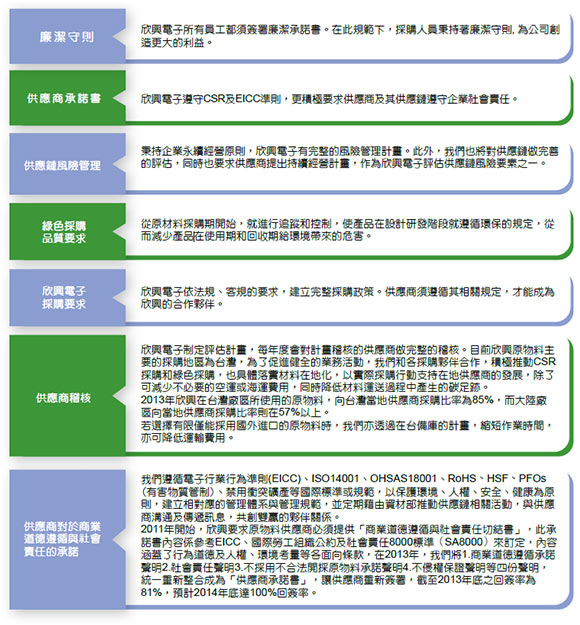 廉潔守則
欣興電子所有員工都須簽署廉潔承諾書。在此規範下，採購人員秉持著廉潔守則, 為公司創
造更大的利益。
供應商承諾書
欣興電子遵守CSR及EICC準則，更積極要求供應商及其供應鏈遵守企業社會責任。
供應鏈風險管理
秉持企業永續經營原則，欣興電子有完整的風險管理計畫。此外，我們也將對供應鏈做完善
的評估，同時也要求供應商提出持續經營計畫，作為欣興電子評估供應鏈風險要素之一。
綠色採購
品質要求
從原材料採購期開始，就進行追蹤和控制，使產品在設計研發階段就遵循環保的規定，從
而減少產品在使用期和回收期給環境帶來的危害。
欣興電子
採購要求
欣興電子依法規、客規的要求，建立完整採購政策。供應商須遵循其相關規定，才能成為
欣興的合作夥伴。
供應商稽核
欣興電子制定評估計畫，每年度會對計畫稽核的供應商做完整的稽核。目前欣興原物料主
要的採購地區為台灣，為了促進健全的業務活動，我們和各採購夥伴合作，積極推動CSR
採購和綠色採購，也具體落實材料在地化，以實際採購行動支持在地供應商的發展，除了
可減少不必要的空運或海運費用，同時降低材料運送過程中產生的碳足跡。
2013年欣興在台灣廠區所使用的原物料，向台灣當地供應商採購比率為85%，而大陸廠
區向當地供應商採購比率則在57%以上。
若選擇有限僅能採用國外進口的原物料時，我們亦透過在台備庫的計畫，縮短作業時間，
亦可降低運輸費用。
供應商對於商業
道德遵循與社會
責任的承諾
我們遵循電子行業行為準則(EICC)、ISO14001、OHSAS18001、RoHS、HSF、PFOs
（有害物質管制）、禁用衝突礦產等國際標準或規範，以保護環境、人權、安全、健康為原
則，建立相對應的管理體系與管理規範，並定期藉由資材部推動供應鏈相關活動，與供應
商溝通及傳遞訊息，共創雙贏的夥伴關係。
2011年開始，欣興要求原物料供應商必須提供「商業道德遵循與社會責任切結書」，此承
諾書內容係參考EICC、國際勞工組織公約及社會責任8000標準（SA8000）來訂定，內容
涵蓋了行為道德及人權、環境考量等各面向條款，在2013年，我們將1.商業道德遵循承諾
聲明2.社會責任聲明3.不採用不合法開採原物料承諾聲明4.不侵權保證聲明等四份聲明，
統一重新整合成為「供應商承諾書」，讓供應商重新簽署，截至2013年底之回簽率為
81%，預計2014年底達100%回簽率。